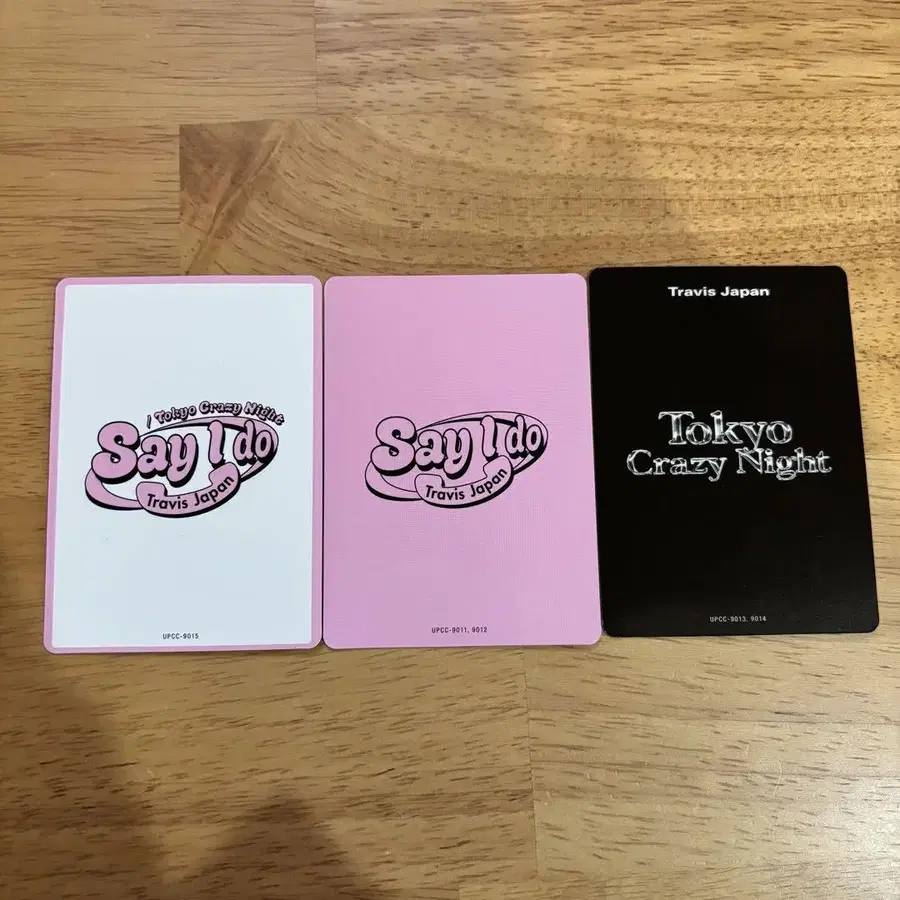 / Tokyo Crazy Night
Say I do
Travis Japan
UPCC-9015
Say I do
Travis Japan
UPCC-9011, 9012
Travis Japan
Tokyo
Crazy Night
UPCC-9013, 9014